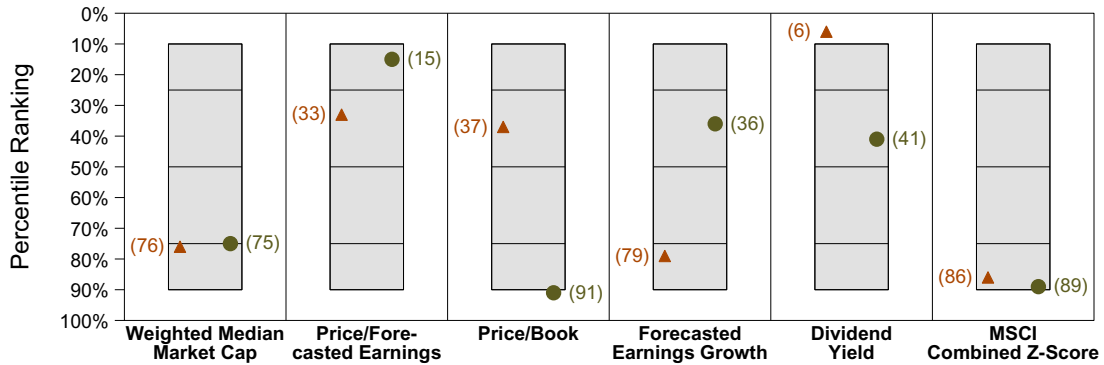 Percentile Ranking
0%
10%
20%
30%
40%
50%
60%
70%
80%
90%
100%
(76)
(75)
(33)
(15)
(37)
(91)
(79)
(36)
(6)
(41)
(86)
(89)
Weighted Median
Market Cap
Price/Fore-
casted Earnings
Price/Book
Forecasted
Earnings Growth
Dividend
Yield
MSCI
Combined Z-Score